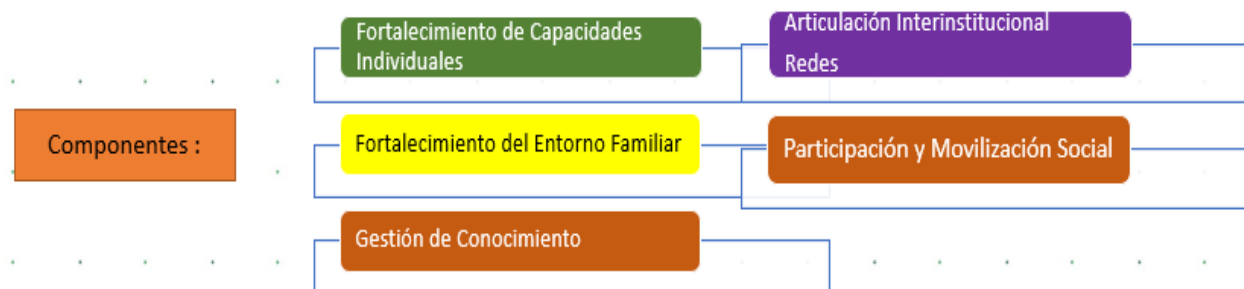 Componentes :
Fortalecimiento de Capacidades
Individuales
Articulación Interinstitucional
Redes
Fortalecimiento del Entorno Familiar
Participación y Movilización Social
Gestión de Conocimiento